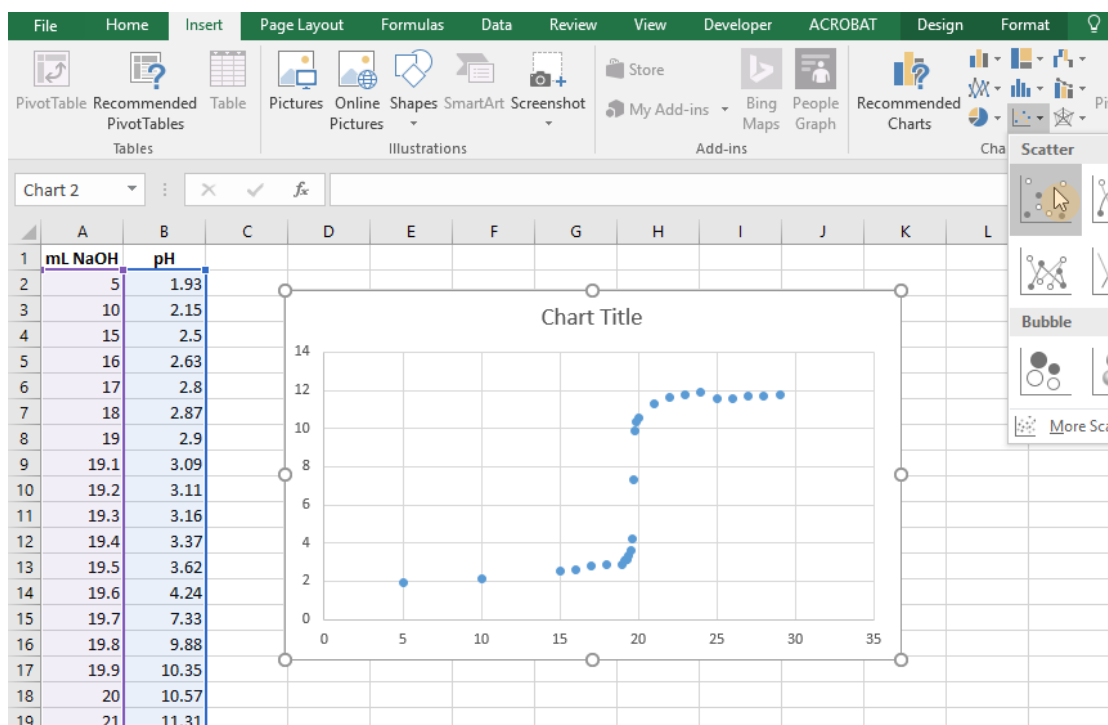 File Home Insert Page Layout Formulas Data Review View Developer ACROBAT Design Format
PivotTable Recommended PivotTables Table
Tables
Pictures Online Pictures Shapes SmartArt Screenshot
Illustrations
Store
My Add-ins
Bing Maps People Graph
Add-ins
Recommended Charts
Cha
Pi
Scatter
Bubble
More Sca
Chart 2 fx
A B C D E F G H I J K L
1 mL NaOH pH
2 5 1.93
3 10 2.15
4 15 2.5
5 16 2.63
6 17 2.8
7 18 2.87
8 19 2.9
9 19.1 3.09
10 19.2 3.11
11 19.3 3.16
12 19.4 3.37
13 19.5 3.62
14 19.6 4.24
15 19.7 7.33
16 19.8 9.88
17 19.9 10.35
18 20 10.57
19 21 11.31
Chart Title
14
12
10
8
6
4
2
0
0 5 10 15 20 25 30 35